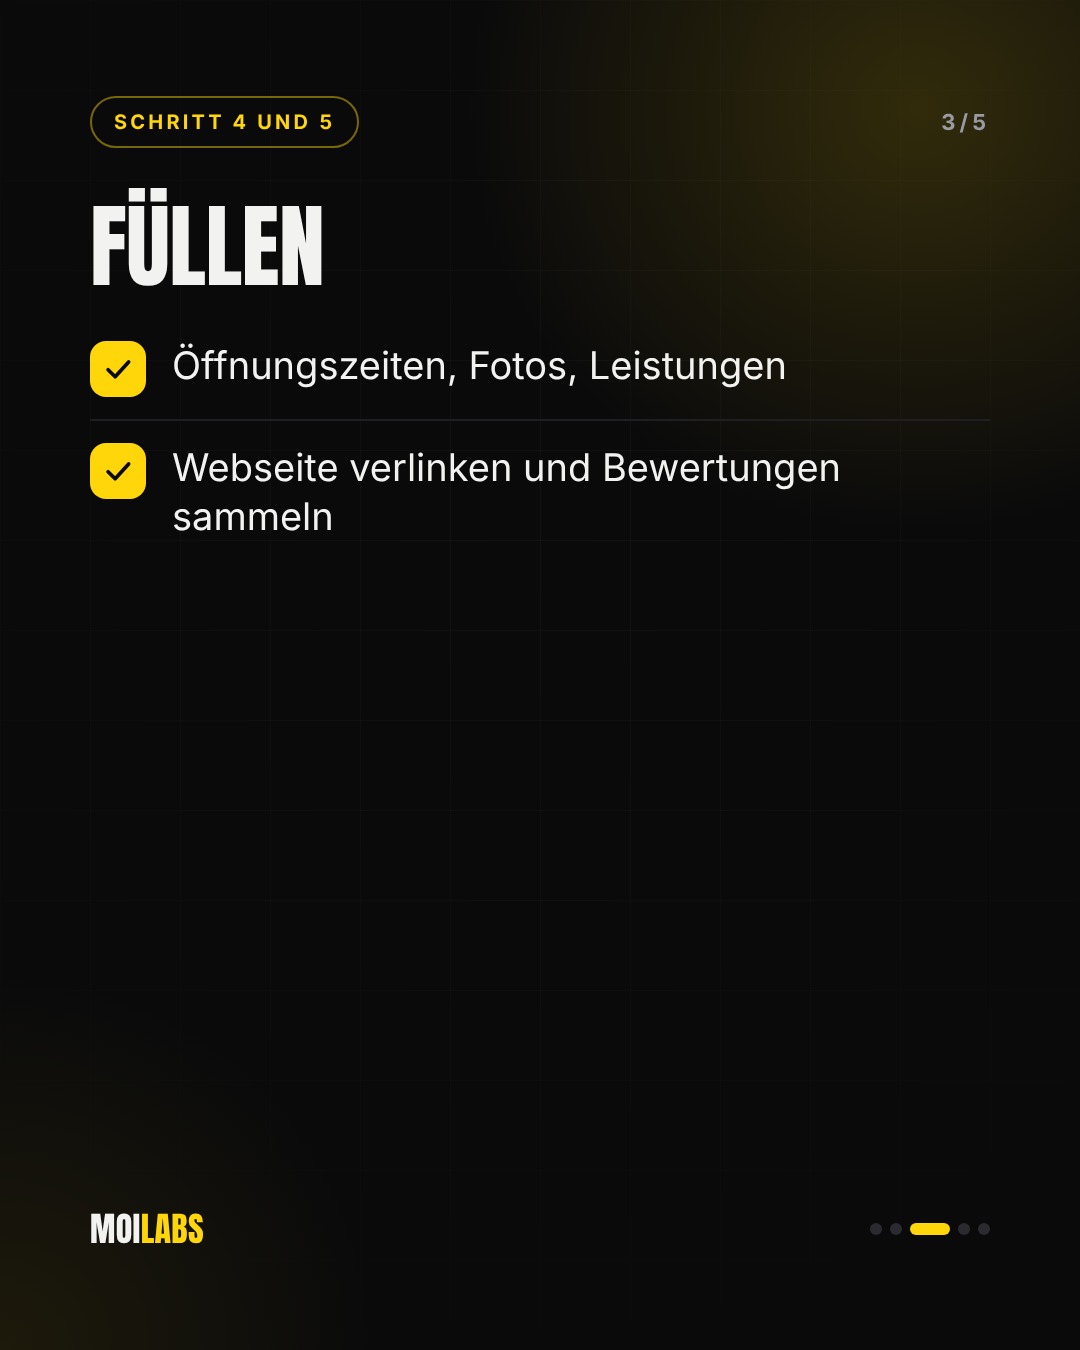 SCHRITT 4 UND 5
3/5
FÜLLEN
Öffnungszeiten, Fotos, Leistungen
Webseite verlinken und Bewertungen
sammeln
MOILABS